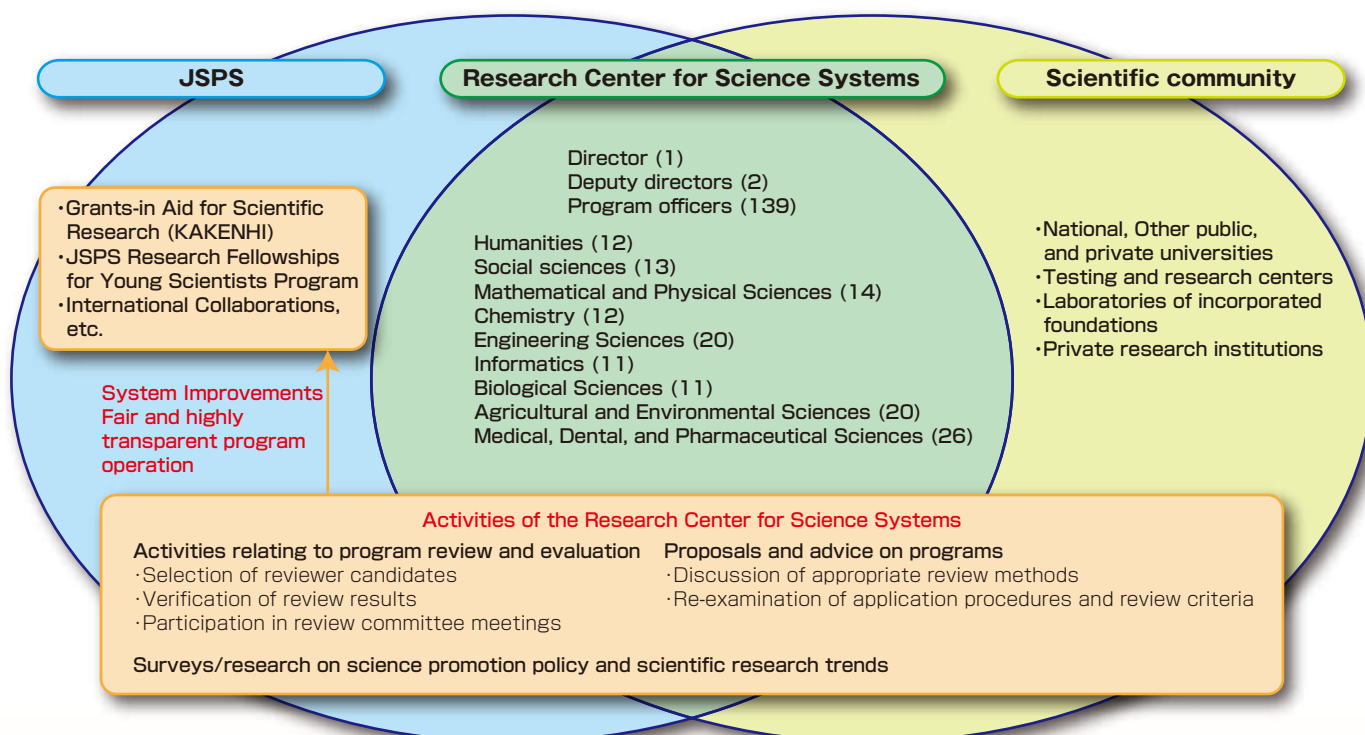 JSPS
Research Center for Science Systems
Scientific community
・Grants-in Aid for Scientific
Research (KAKENHI)
・JSPS Research Fellowships
for Young Scientists Program
・International Collaborations,
etc.
System Improvements
Fair and highly
transparent program
operation
Director (1)
Deputy directors (2)
Program officers (139)
Humanities (12)
Social sciences (13)
Mathematical and Physical Sciences (14)
Chemistry (12)
Engineering Sciences (20)
Informatics (11)
Biological Sciences (11)
Agricultural and Environmental Sciences (20)
Medical, Dental, and Pharmaceutical Sciences (26)
・National, Other public,
and private universities
・Testing and research centers
・Laboratories of incorporated
foundations
・Private research institutions
Activities of the Research Center for Science Systems
Activities relating to program review and evaluation
・Selection of reviewer candidates
・Verification of review results
・Participation in review committee meetings
Proposals and advice on programs
・Discussion of appropriate review methods
・Re-examination of application procedures and review criteria
Surveys/research on science promotion policy and scientific research trends